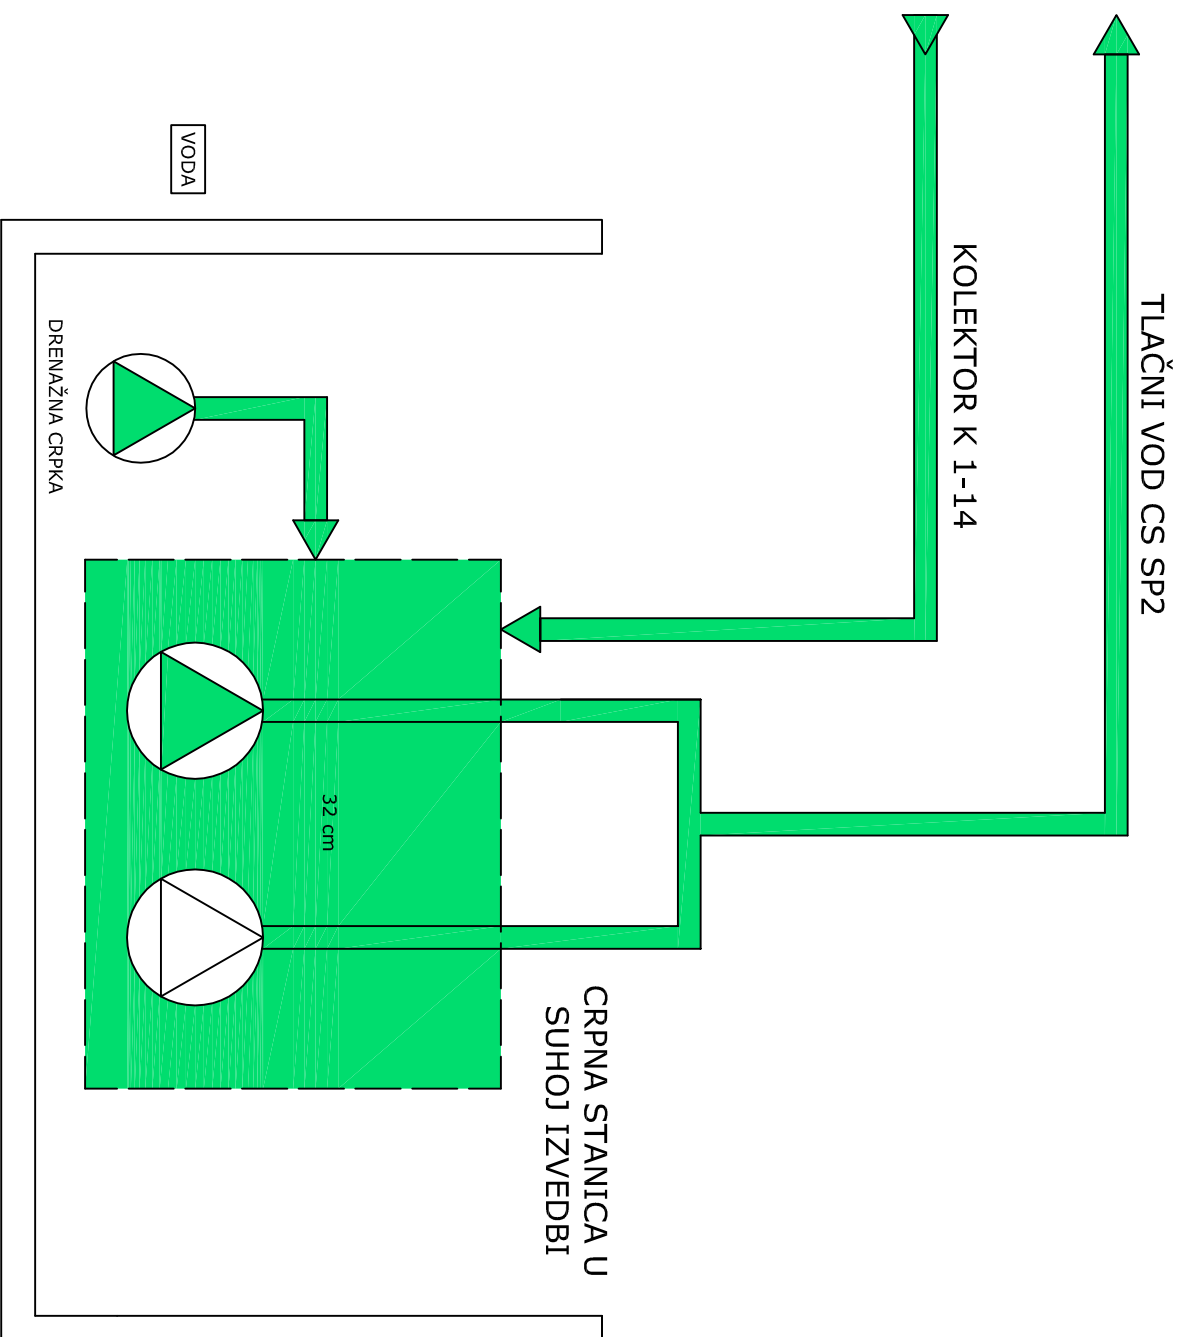 TLAČNI VOD CS SP2
KOLEKTOR K 1-14
CRPNA STANICA U
SUHOJ IZVEDBI
32 cm
VODA
DRENAŽNA CRPKA